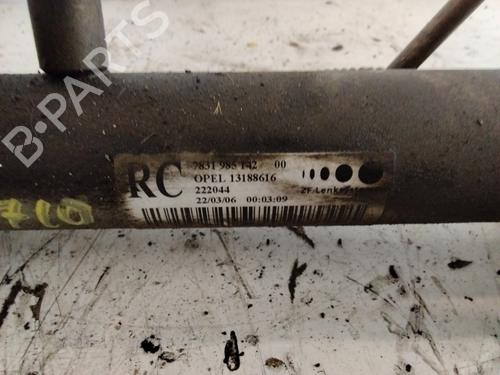 B-PARTS
RC
7831 985 142 00
OPEL 13188616
222044
22/03/06 00:03:09
ZF-Lenksysteme